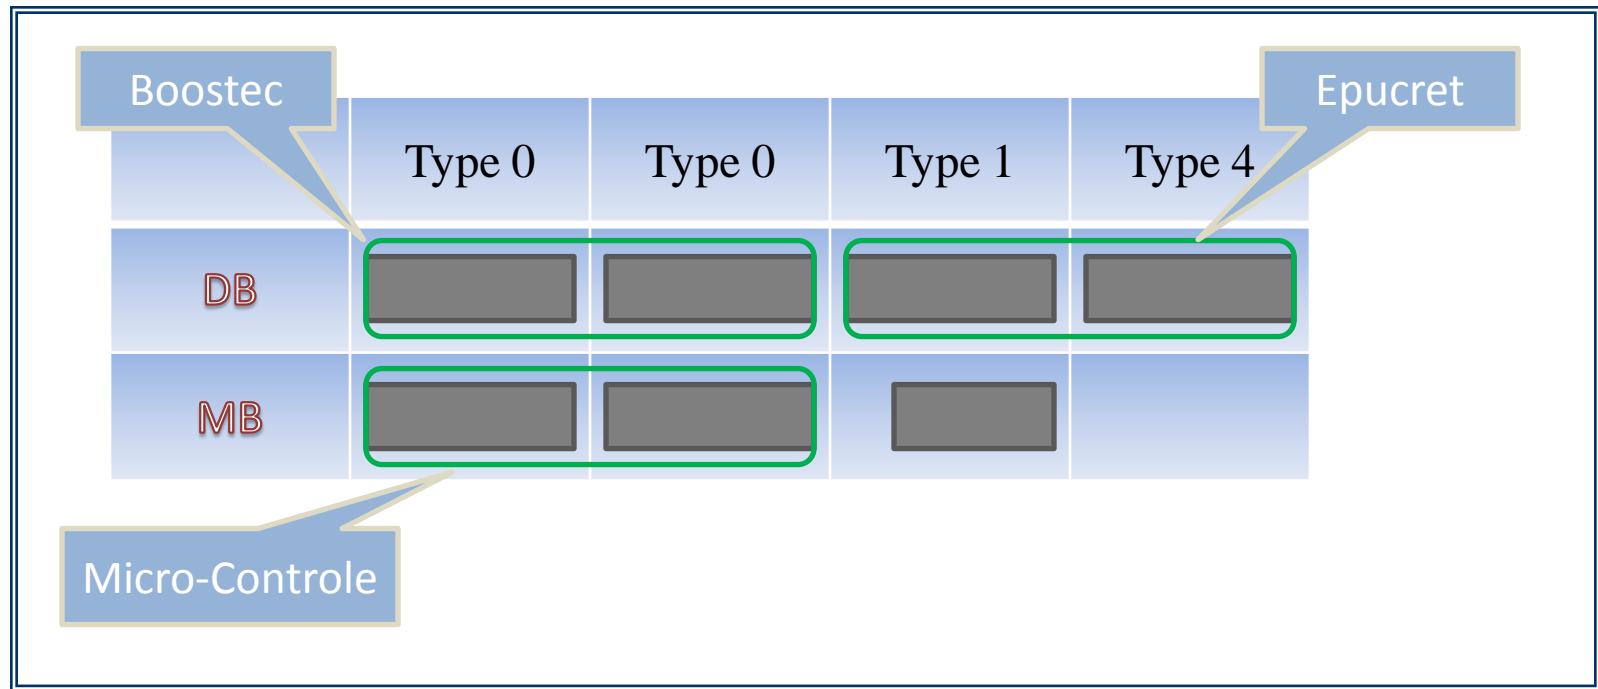 Boostec
Epucret
Type 0 Type 0 Type 1 Type 4
DB
MB
Micro-Controle